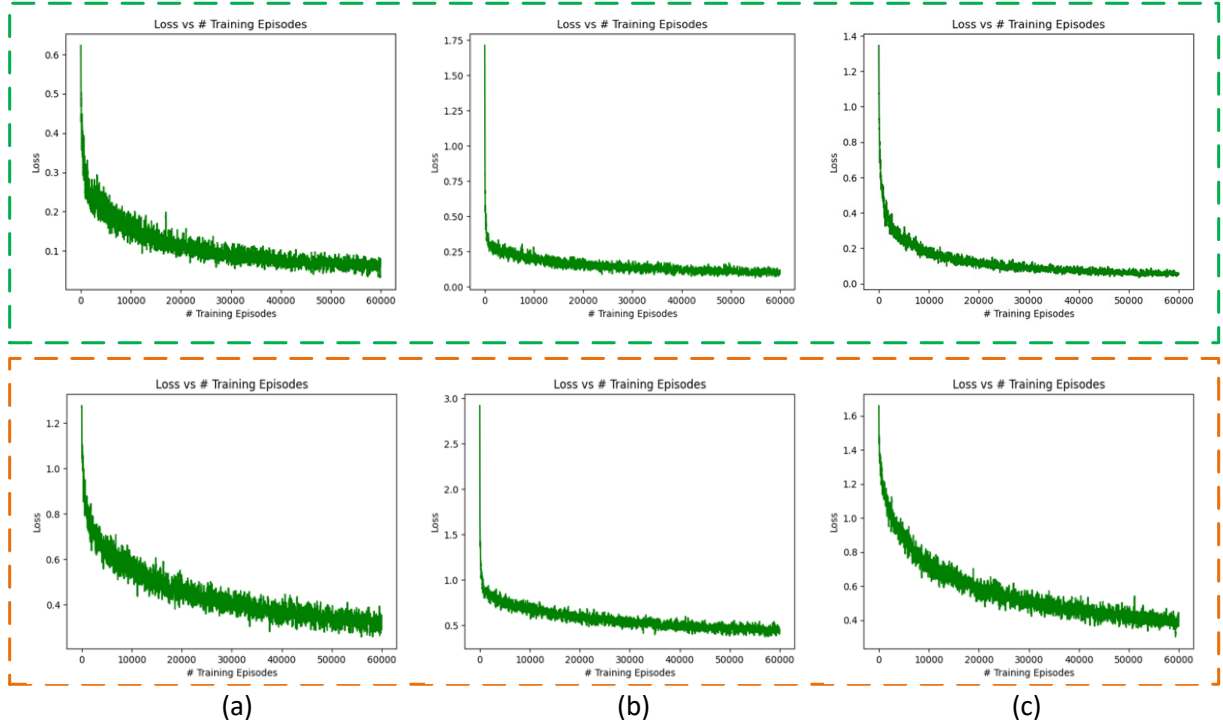 Loss vs # Training Episodes
0.6
0.5
0.4
0.3
0.2
0.1
Loss
0 10000 20000 30000 40000 50000 60000
# Training Episodes
Loss vs # Training Episodes
1.75
1.50
1.25
1.00
0.75
0.50
0.25
0.00
Loss
0 10000 20000 30000 40000 50000 60000
# Training Episodes
Loss vs # Training Episodes
1.4
1.2
1.0
0.8
0.6
0.4
0.2
0.0
Loss
0 10000 20000 30000 40000 50000 60000
# Training Episodes
Loss vs # Training Episodes
1.2
1.0
0.8
0.6
0.4
Loss
0 10000 20000 30000 40000 50000 60000
# Training Episodes
Loss vs # Training Episodes
3.0
2.5
2.0
1.5
1.0
0.5
Loss
0 10000 20000 30000 40000 50000 60000
# Training Episodes
Loss vs # Training Episodes
1.6
1.4
1.2
1.0
0.8
0.6
0.4
Loss
0 10000 20000 30000 40000 50000 60000
# Training Episodes
(a) (b) (c)